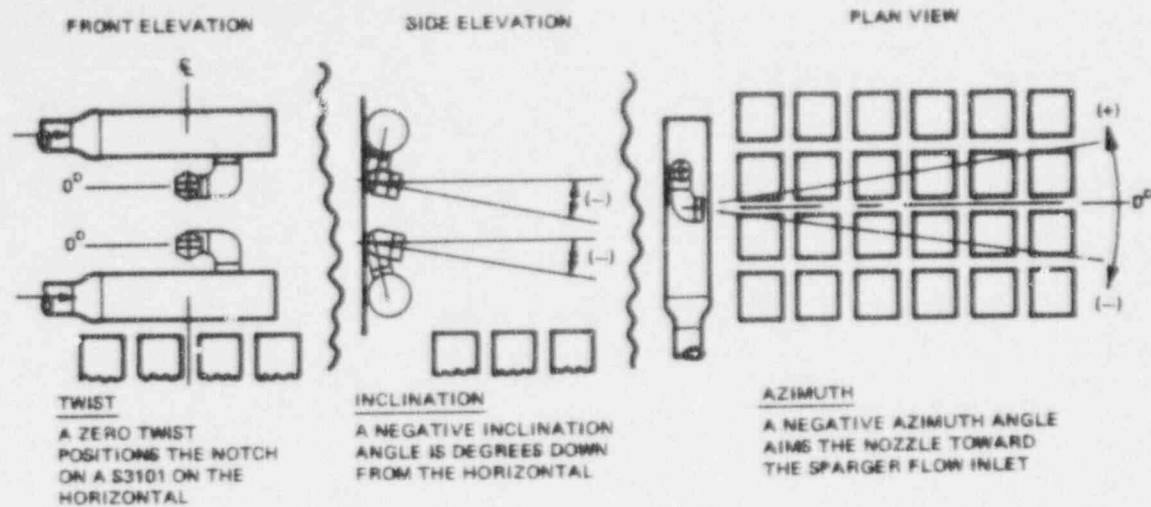 FRONT ELEVATION
SIDE ELEVATION
PLAN VIEW
℄
0°
0°
(−)
(−)
(+)
0°
(−)
TWIST
A ZERO TWIST
POSITIONS THE NOTCH
ON A S3101 ON THE
HORIZONTAL
INCLINATION
A NEGATIVE INCLINATION
ANGLE IS DEGREES DOWN
FROM THE HORIZONTAL
AZIMUTH
A NEGATIVE AZIMUTH ANGLE
AIMS THE NOZZLE TOWARD
THE SPARGER FLOW INLET